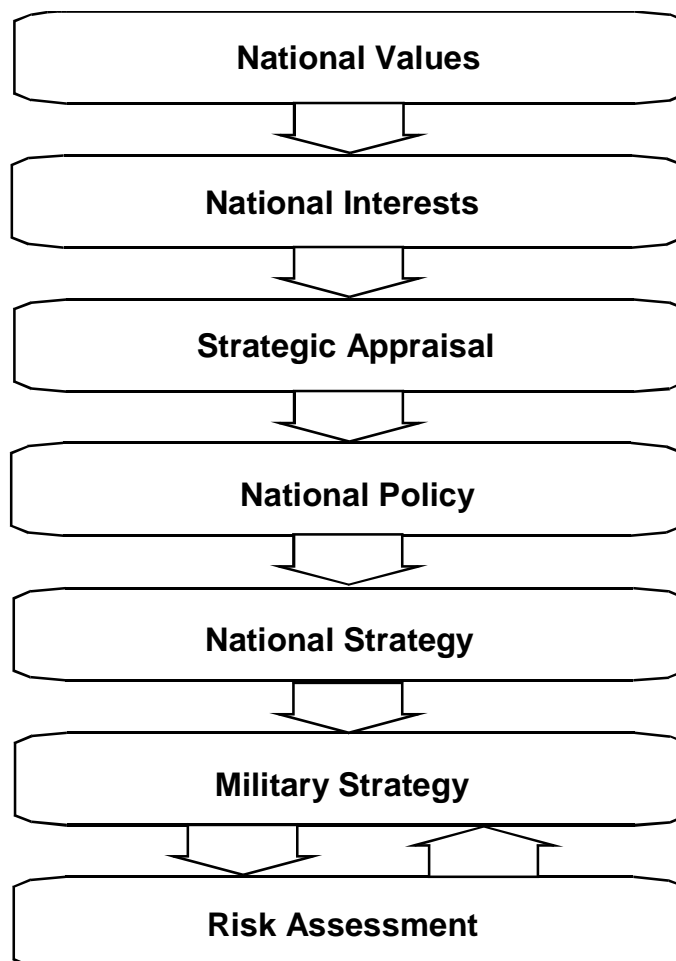 National Values
National Interests
Strategic Appraisal
National Policy
National Strategy
Military Strategy
Risk Assessment